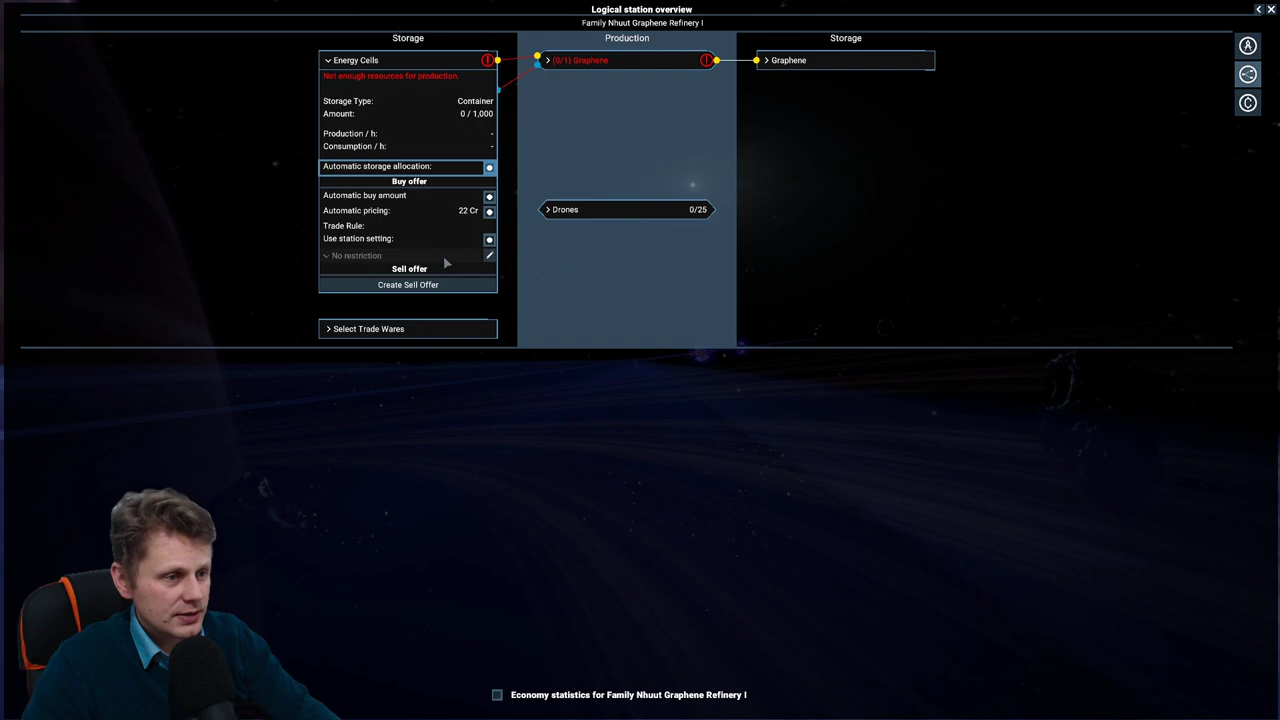 Logical station overview
Family Nhuut Graphene Refinery I
Storage
Production
Storage
Energy Cells
(0/1) Graphene
Graphene
Not enough resources for production.
Storage Type: Container
Amount: 0 / 1,000
Production / h: -
Consumption / h: -
Automatic storage allocation:
Buy offer
Automatic buy amount
Automatic pricing: 22 Cr
Trade Rule:
Use station setting:
No restriction
Sell offer
Create Sell Offer
Select Trade Wares
Drones 0/25
Economy statistics for Family Nhuut Graphene Refinery I